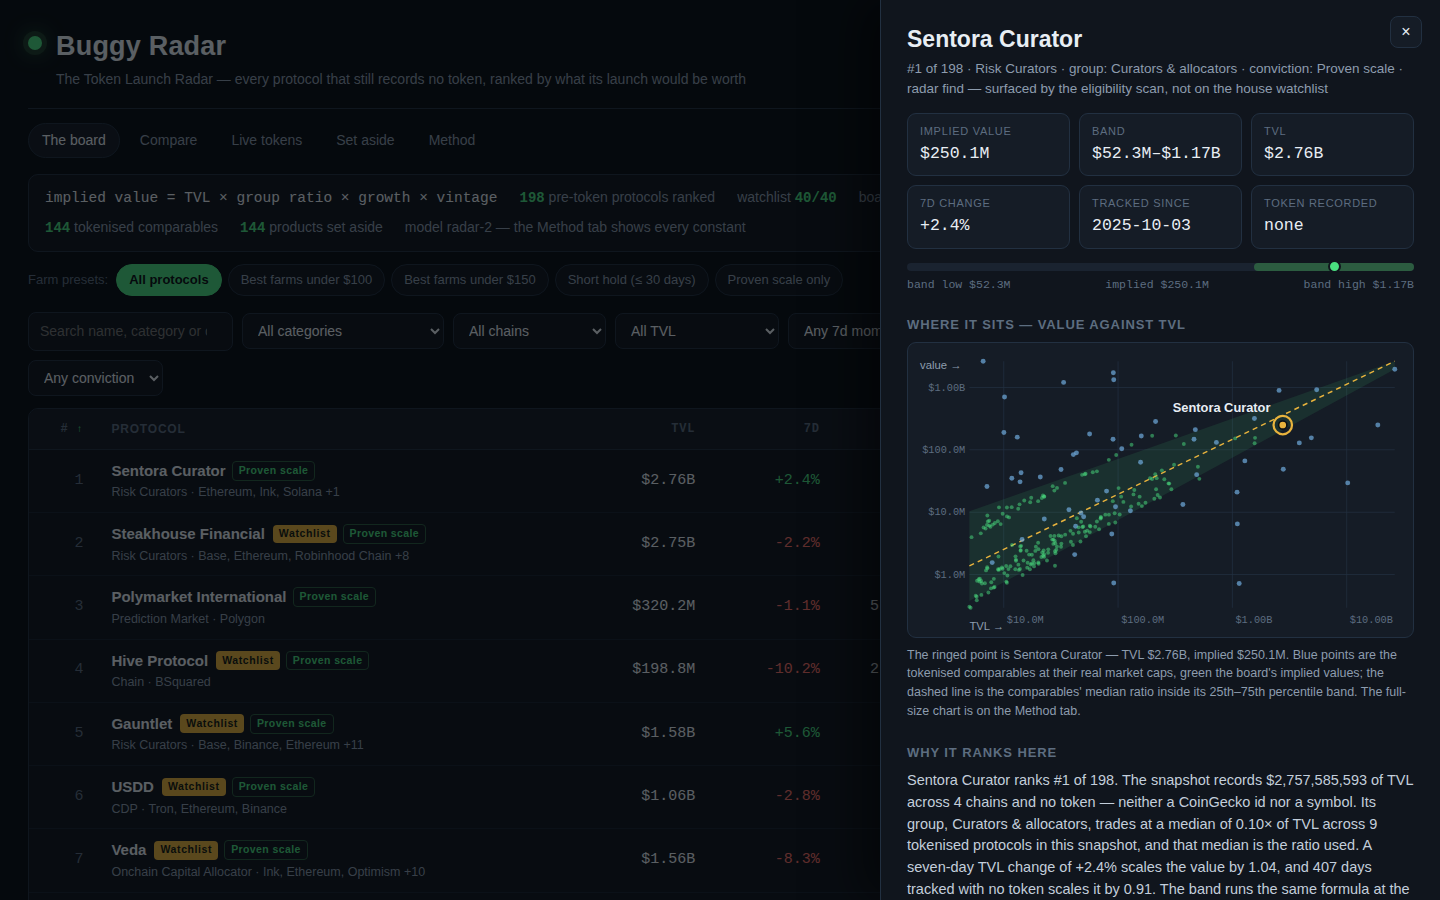 Buggy Radar
The Token Launch Radar — every protocol that still records no token, ranked by what its launch would be worth
The board Compare Live tokens Set aside Method
implied value = TVL × group ratio × growth × vintage 198 pre-token protocols ranked watchlist 40/40 boa
144 tokenised comparables 144 products set aside model radar-2 — the Method tab shows every constant
Farm presets: All protocols Best farms under $100 Best farms under $150 Short hold (≤ 30 days) Proven scale only
Search name, category or All categories All chains All TVL Any 7d mom
Any conviction
# ↑ PROTOCOL TVL 7D
1 Sentora Curator Proven scale $2.76B +2.4%
Risk Curators · Ethereum, Ink, Solana +1
2 Steakhouse Financial Watchlist Proven scale $2.75B -2.2%
Risk Curators · Base, Ethereum, Robinhood Chain +8
3 Polymarket International Proven scale $320.2M -1.1% 5
Prediction Market · Polygon
4 Hive Protocol Watchlist Proven scale $198.8M -10.2% 2
Chain · BSquared
5 Gauntlet Watchlist Proven scale $1.58B +5.6%
Risk Curators · Base, Binance, Ethereum +11
6 USDD Watchlist Proven scale $1.06B -2.8%
CDP · Tron, Ethereum, Binance
7 Veda Watchlist Proven scale $1.56B -8.3%
Onchain Capital Allocator · Ink, Ethereum, Optimism +10
Sentora Curator ×
#1 of 198 · Risk Curators · group: Curators & allocators · conviction: Proven scale ·
radar find — surfaced by the eligibility scan, not on the house watchlist
IMPLIED VALUE BAND TVL
$250.1M $52.3M–$1.17B $2.76B
7D CHANGE TRACKED SINCE TOKEN RECORDED
+2.4% 2025-10-03 none
band low $52.3M implied $250.1M band high $1.17B
WHERE IT SITS — VALUE AGAINST TVL
value →
$1.00B
Sentora Curator
$100.0M
$10.0M
$1.0M
$10.0M $100.0M $1.00B $10.00B
TVL →
The ringed point is Sentora Curator — TVL $2.76B, implied $250.1M. Blue points are the
tokenised comparables at their real market caps, green the board's implied values; the
dashed line is the comparables' median ratio inside its 25th–75th percentile band. The full-
size chart is on the Method tab.
WHY IT RANKS HERE
Sentora Curator ranks #1 of 198. The snapshot records $2,757,585,593 of TVL
across 4 chains and no token — neither a CoinGecko id nor a symbol. Its
group, Curators & allocators, trades at a median of 0.10× of TVL across 9
tokenised protocols in this snapshot, and that median is the ratio used. A
seven-day TVL change of +2.4% scales the value by 1.04, and 407 days
tracked with no token scales it by 0.91. The band runs the same formula at the